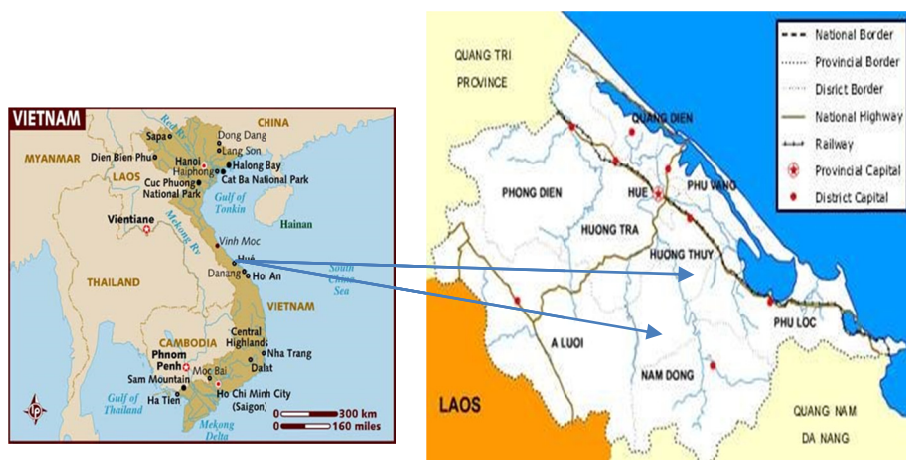 VIETNAM
CHINA
MYANMAR
LAOS
Sapa
Red Rv
Dong Dang
Lang Son
Dien Bien Phu
Hanoi
Haiphong
Halong Bay
Cat Ba National Park
Cuc Phuong
National Park
Gulf of
Tonkin
Hainan
Vientiane
Mekong Rv
Vinh Moc
Hué
Danang
Ho An
South
China
Sea
THAILAND
VIETNAM
CAMBODIA
Central
Highlands
Phnom
Penh
Nha Trang
Moc Bai
Dalat
Sam Mountain
Ho Chi Minh City
(Saigon)
Ha Tien
Gulf of
Thailand
Mekong
Delta
300 km
160 miles
QUANG TRI
PROVINCE
National Border
Provincial Border
Disrict Border
National Highway
Railway
Provincial Capital
District Capital
QUANG DIEN
PHONG DIEN
HUE
PHU VANG
HUONG TRA
HUONG THUY
PHU LOC
A LUOI
NAM DONG
LAOS
QUANG NAM
DA NANG